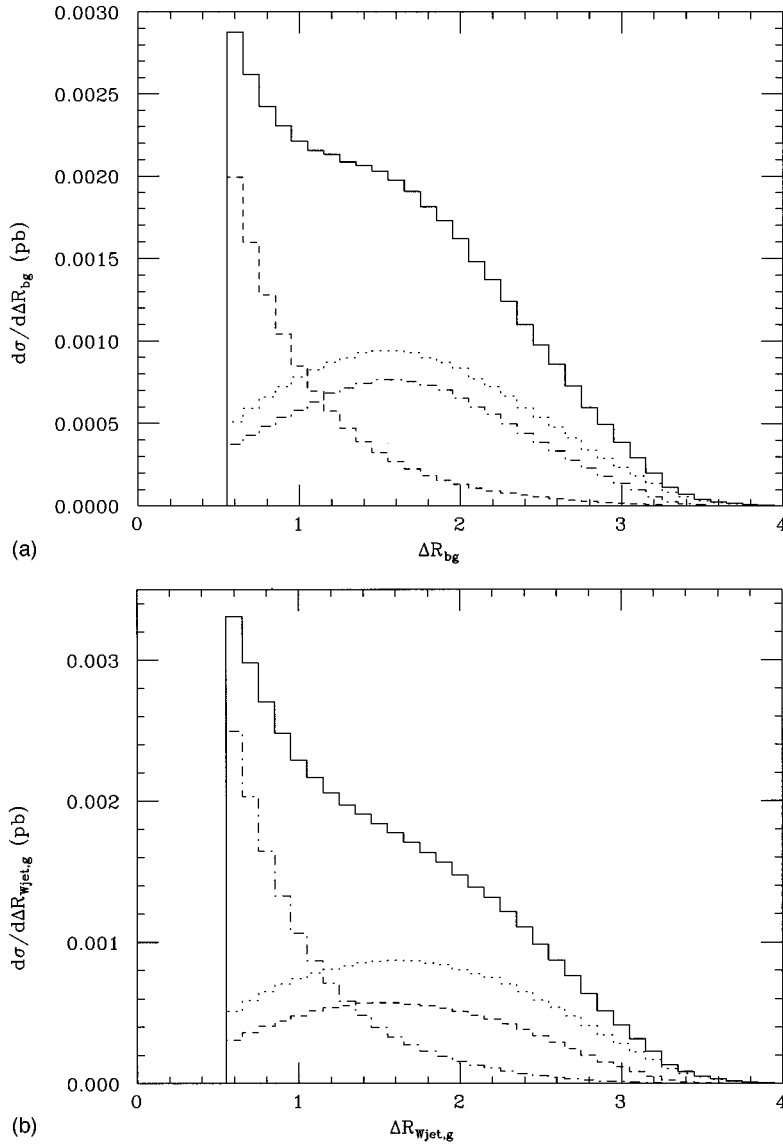 0.0030
0.0025
0.0020
0.0015
0.0010
0.0005
0.0000
dσ/dΔR_bg (pb)
0 1 2 3 4
(a)
ΔR_bg
0.003
0.002
0.001
0.000
dσ/dΔR_Wjet,g (pb)
0 1 2 3 4
(b)
ΔR_Wjet,g